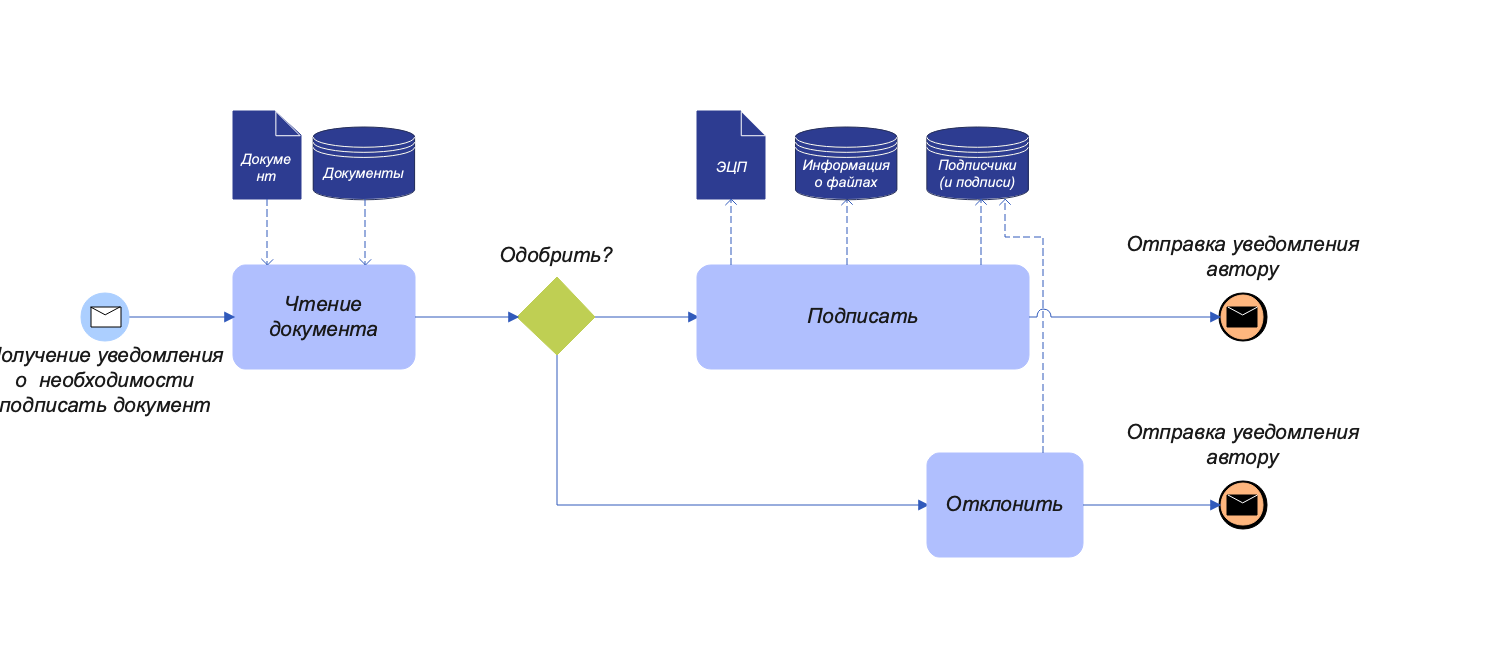 Докуме
нт
Документы
ЭЦП
Информация
о файлах
Подписчики
(и подписи)
Одобрить?
Отправка уведомления
автору
Чтение
документа
Подписать
олучение уведомления
о необходимости
подписать документ
Отправка уведомления
автору
Отклонить